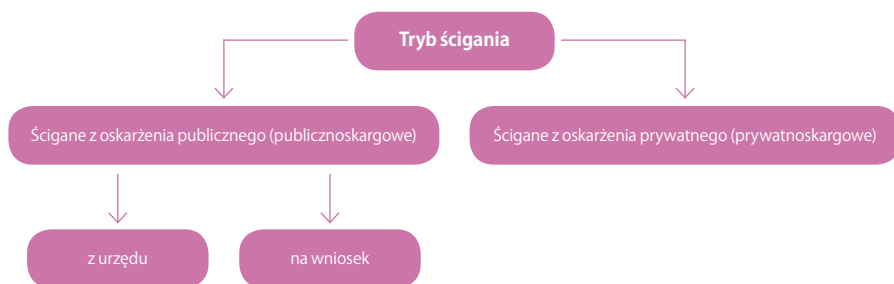 Tryb ścigania
Ścigane z oskarżenia publicznego (publicznoskargowe)
Ścigane z oskarżenia prywatnego (prywatnoskargowe)
z urzędu
na wniosek